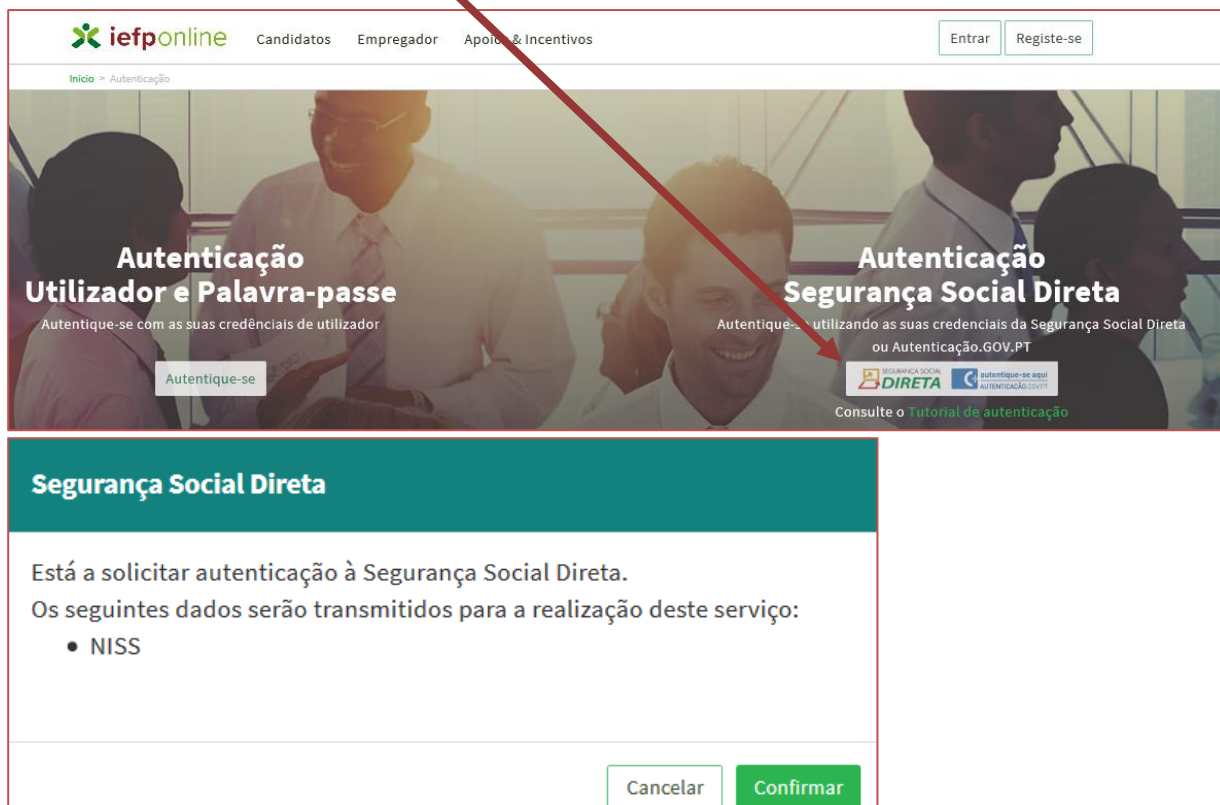 iefponline Candidatos Empregador Apoios & Incentivos Entrar Registe-se
Início > Autenticação
Autenticação
Utilizador e Palavra-passe
Autentique-se com as suas credênciais de utilizador
Autentique-se
Autenticação
Segurança Social Direta
Autentique-se utilizando as suas credenciais da Segurança Social Direta
ou Autenticação.GOV.PT
SEGURANÇA SOCIAL
DIRETA
autentique-se aqui
AUTENTICAÇÃO.GOV.PT
Consulte o Tutorial de autenticação
Segurança Social Direta
Está a solicitar autenticação à Segurança Social Direta.
Os seguintes dados serão transmitidos para a realização deste serviço:
• NISS
Cancelar Confirmar